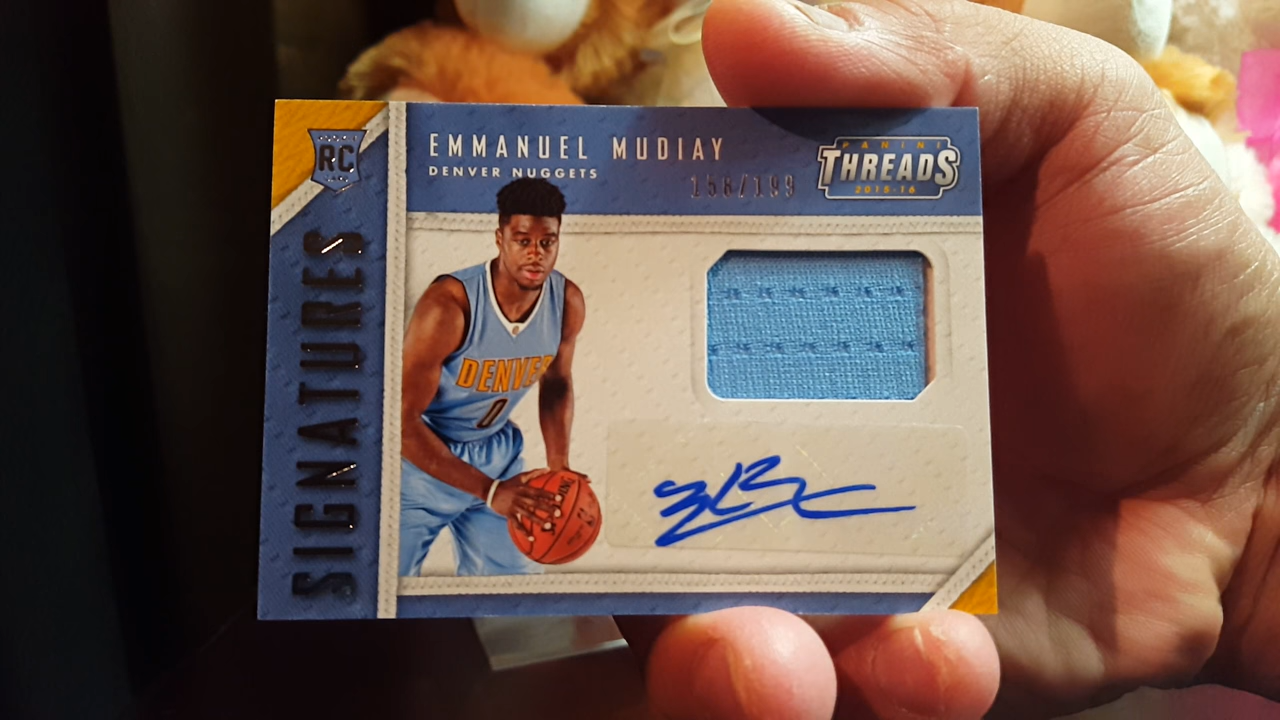 RC
EMMANUEL MUDIAY
DENVER NUGGETS
156/199
PANINI
THREADS
2015-16
SIGNATURES
DENVER
0